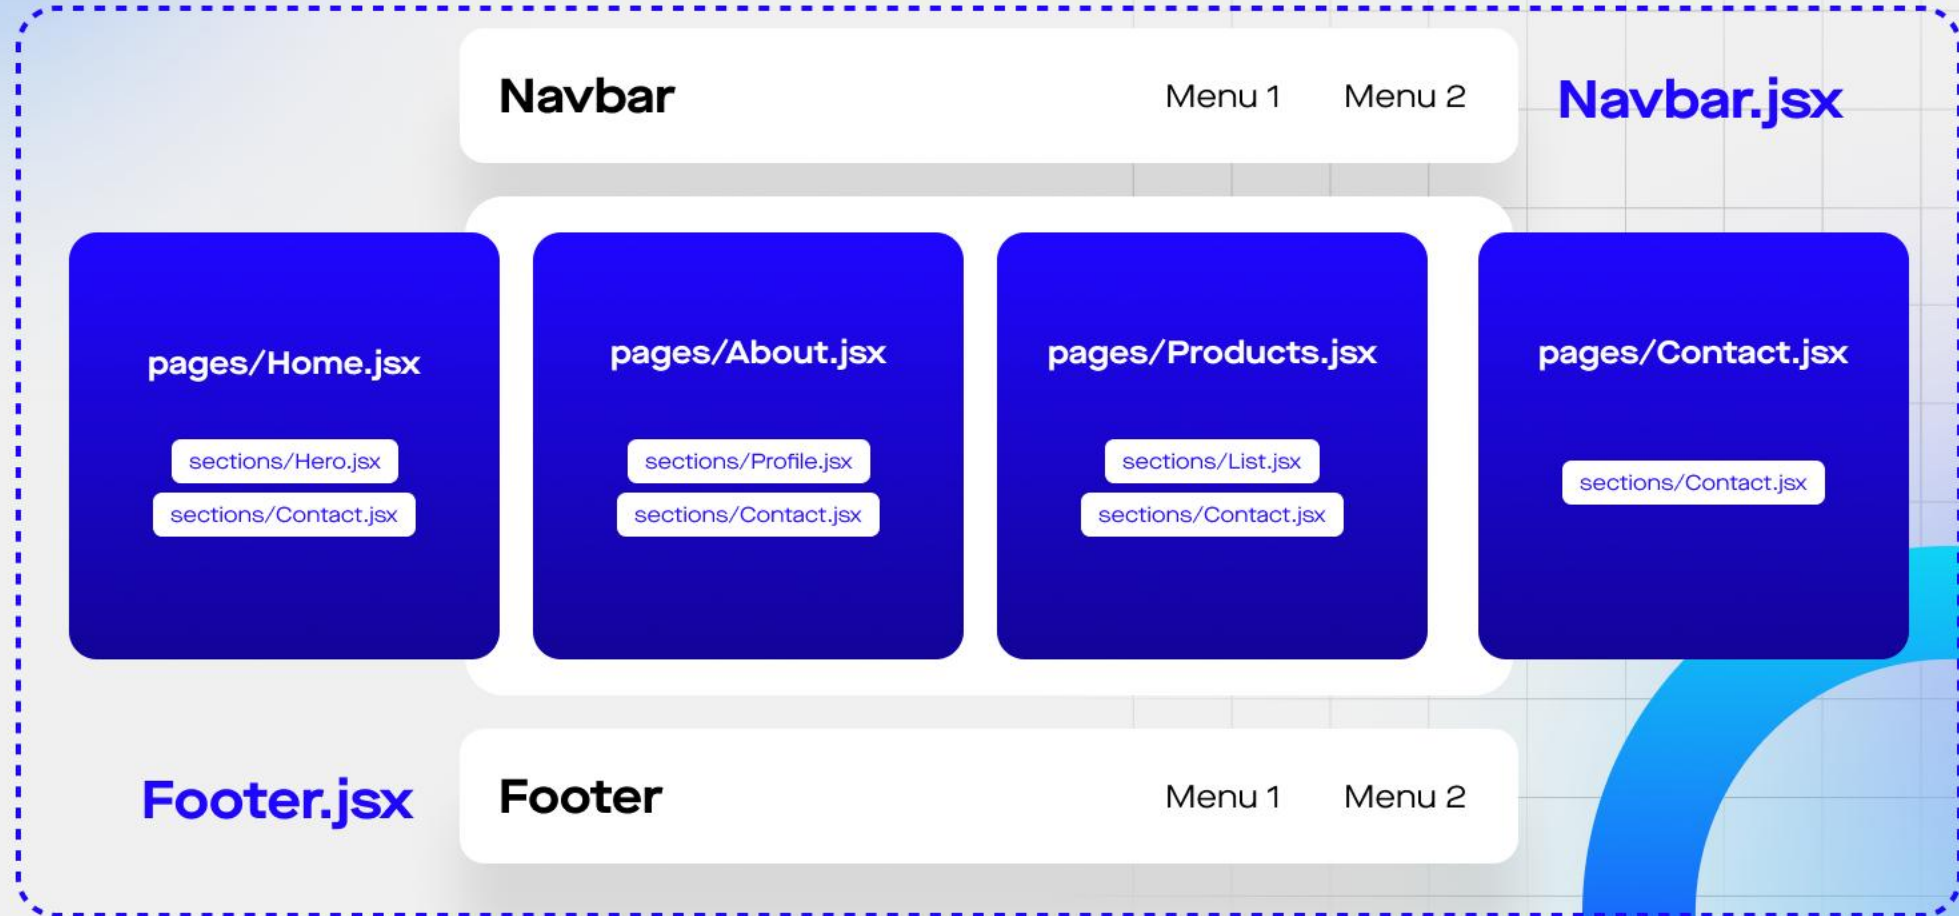 Navbar
Menu 1
Menu 2
Navbar.jsx
pages/Home.jsx
sections/Hero.jsx
sections/Contact.jsx
pages/About.jsx
sections/Profile.jsx
sections/Contact.jsx
pages/Products.jsx
sections/List.jsx
sections/Contact.jsx
pages/Contact.jsx
sections/Contact.jsx
Footer.jsx
Footer
Menu 1
Menu 2